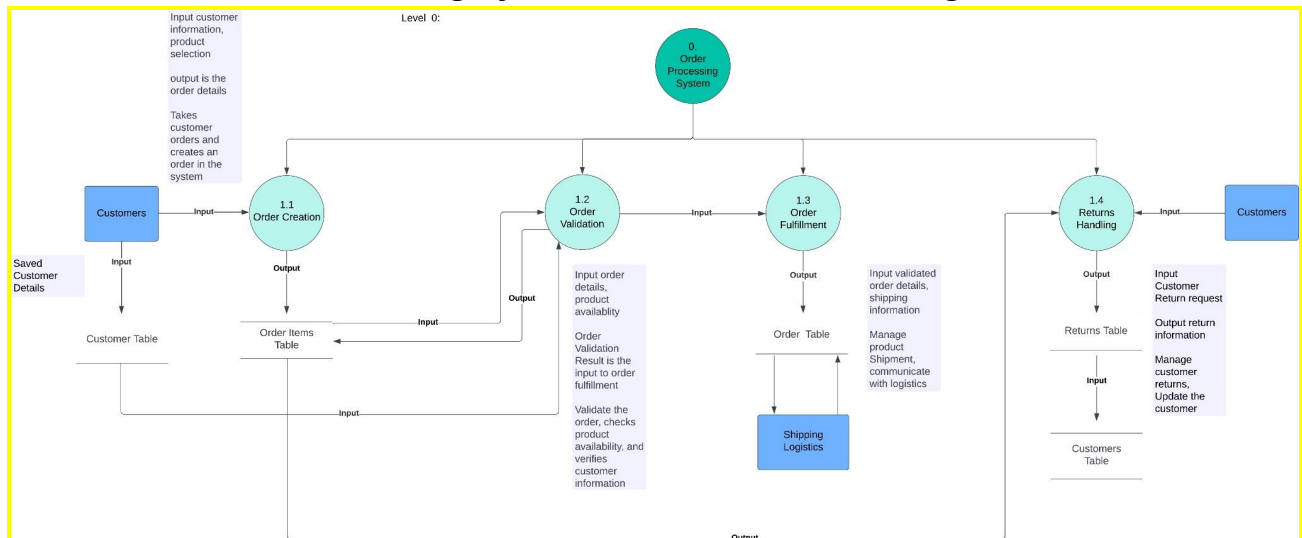 Level 0:
Input customer
information,
product
selection
output is the
order details
Takes
customer
orders and
creates an
order in the
system
0.
Order
Processing
System
Customers
Input
1.1
Order Creation
1.2
Order
Validation
Input
1.3
Order
Fulfillment
1.4
Returns
Handling
Input
Customers
Saved
Customer
Details
Input
Output
Output
Input order
details,
product
availablity
Order
Validation
Result is the
input to order
fulfillment
Validate the
order, checks
product
availability, and
verifies
customer
information
Output
Input validated
order details,
shipping
information
Manage
product
Shipment,
communicate
with logistics
Output
Input
Customer
Return request
Output return
information
Manage
customer
returns,
Update the
customer
Customer Table
Order Items
Table
Input
Order Table
Returns Table
Input
Input
Shipping
Logistics
Customers
Table
Output